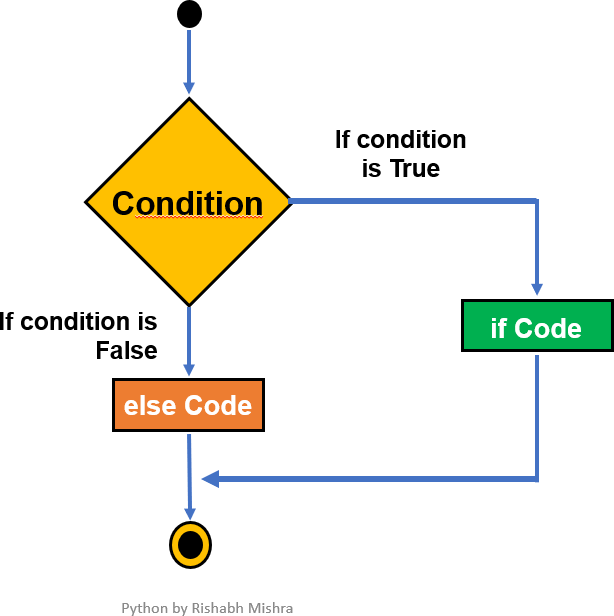 If condition
is True
Condition
If condition is
False
if Code
else Code
Python by Rishabh Mishra